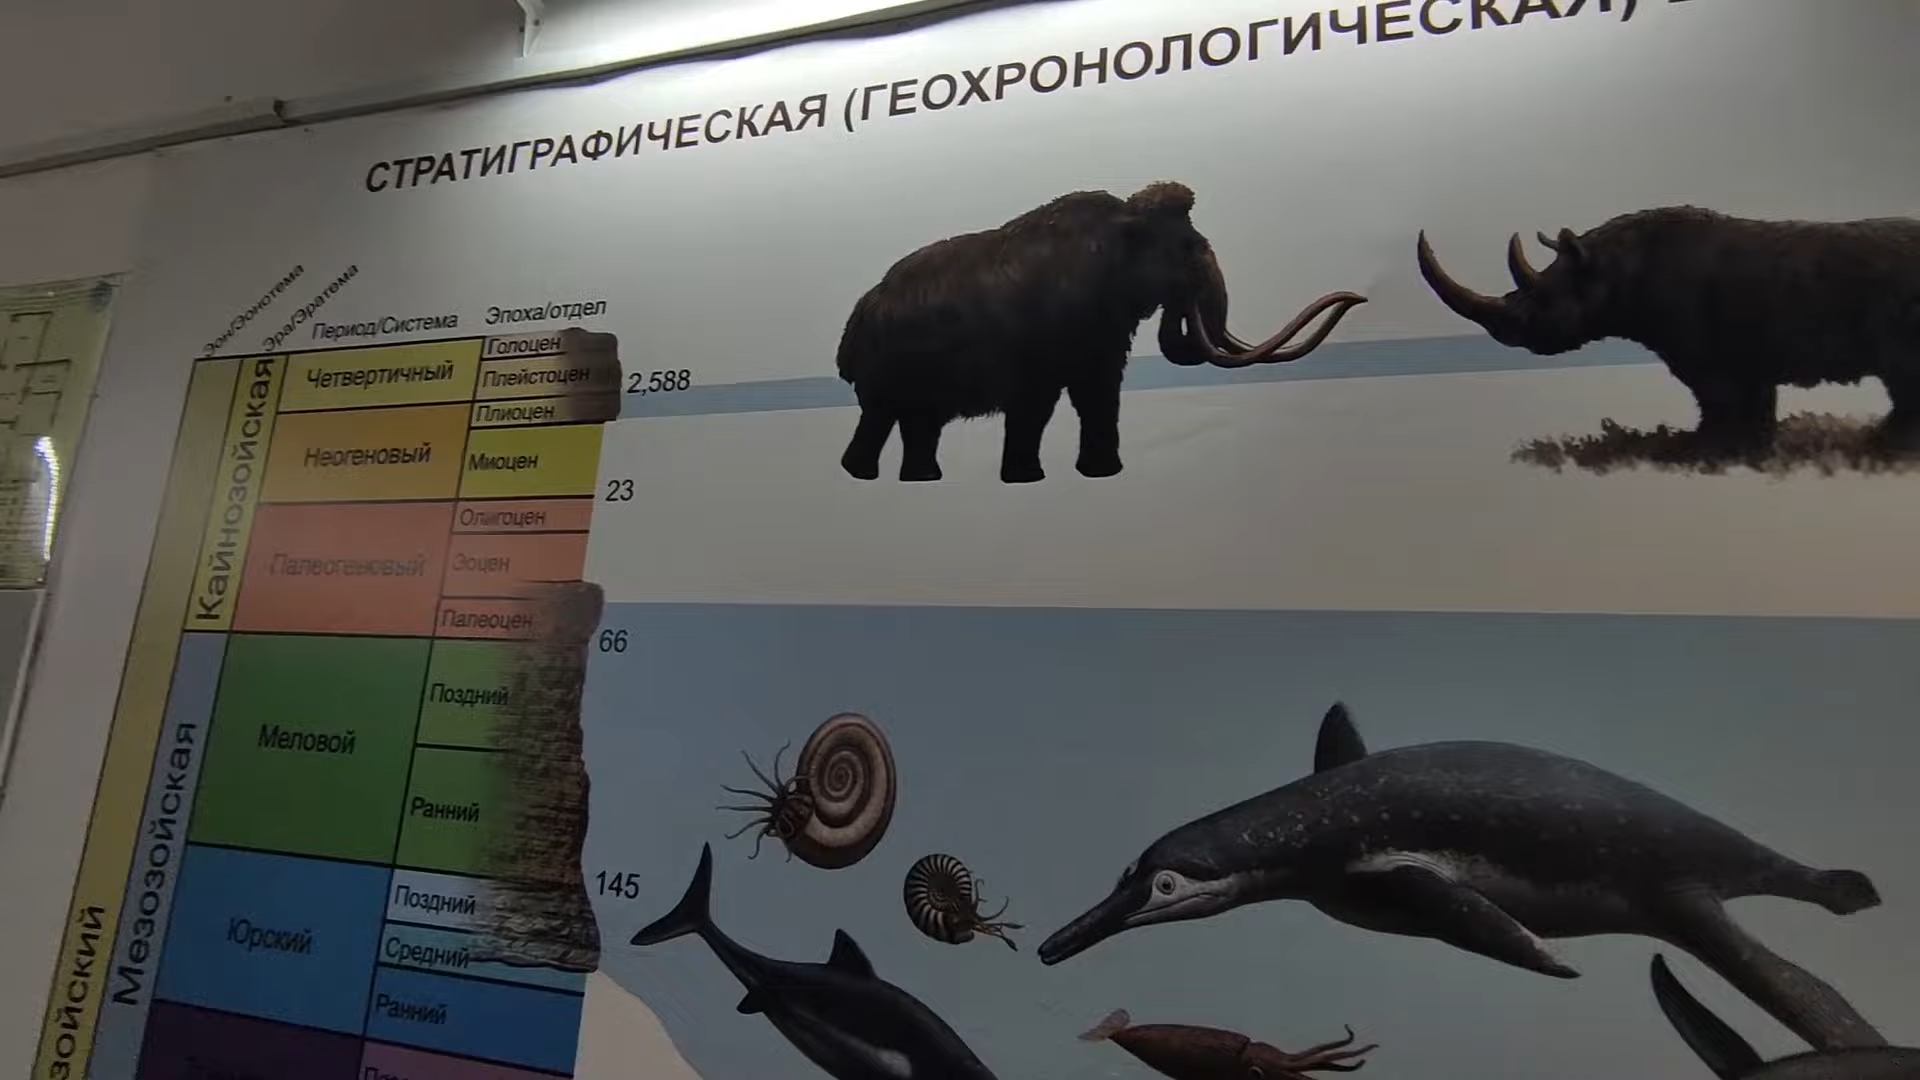 СТРАТИГРАФИЧЕСКАЯ (ГЕОХРОНОЛОГИЧЕСКАЯ)
Эон/Эонотема
Эра/Эратема
Период/Система
Эпоха/отдел
Кайнозойская
Четвертичный
Голоцен
Плейстоцен
2,588
Неогеновый
Плиоцен
Миоцен
23
Палеогеновый
Олигоцен
Эоцен
Палеоцен
66
Мезозойская
Меловой
Поздний
Ранний
145
Юрский
Поздний
Средний
Ранний